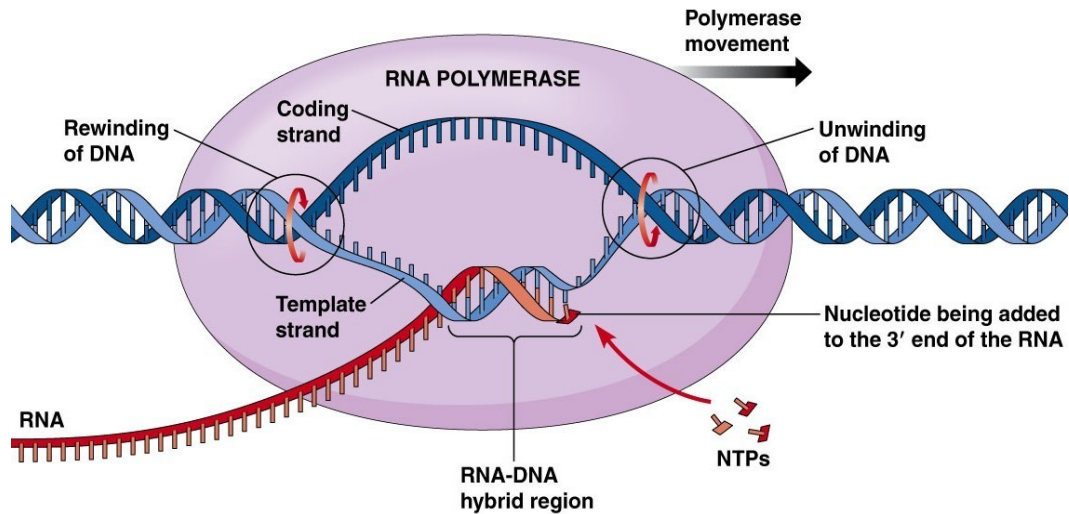 Polymerase
movement
RNA POLYMERASE
Coding
strand
Rewinding
of DNA
Unwinding
of DNA
Template
strand
Nucleotide being added
to the 3′ end of the RNA
RNA
NTPs
RNA-DNA
hybrid region